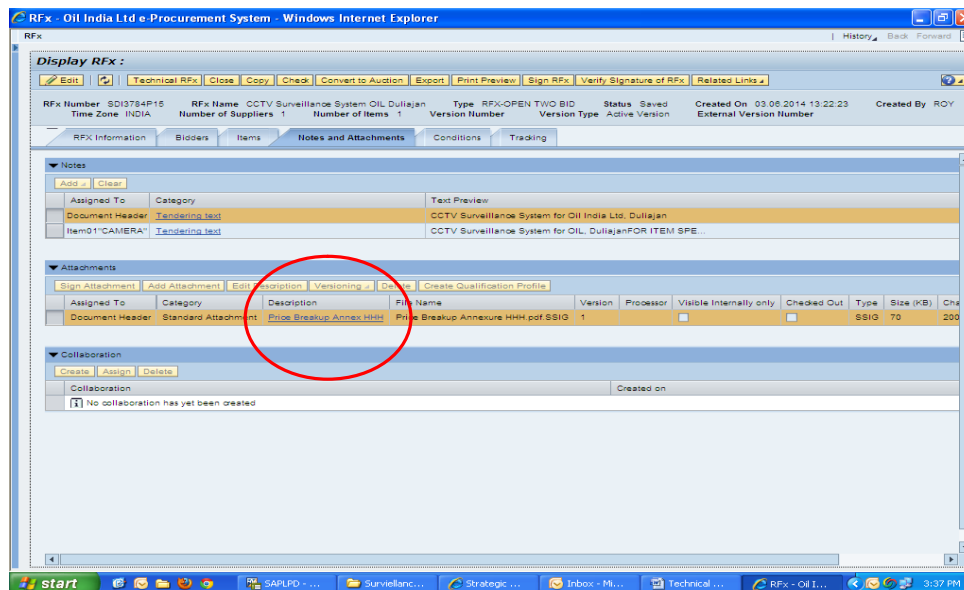 RFx - Oil India Ltd e-Procurement System - Windows Internet Explorer
RFx | History Back Forward
Display RFx :
Edit Technical RFx Close Copy Check Convert to Auction Export Print Preview Sign RFx Verify Signature of RFx Related Links
RFx Number SDI3784P15 RFx Name CCTV Surveillance System OIL Duliajan Type RFX-OPEN TWO BID Status Saved Created On 03.06.2014 13:22:23 Created By ROY
Time Zone INDIA Number of Suppliers 1 Number of Items 1 Version Number Version Type Active Version External Version Number
RFX Information Bidders Items Notes and Attachments Conditions Tracking
Notes
Add Clear
Assigned To Category Text Preview
Document Header Tendering text CCTV Surveillance System for Oil India Ltd, Duliajan
Item01"CAMERA" Tendering text CCTV Surveillance System for OIL, DuliajanFOR ITEM SPE...
Attachments
Sign Attachment Add Attachment Edit Description Versioning Delete Create Qualification Profile
Assigned To Category Description File Name Version Processor Visible Internally only Checked Out Type Size (KB) Cha
Document Header Standard Attachment Price Breakup Annex HHH Price Breakup Annexure HHH.pdf.SSIG 1 SSIG 70 200
Collaboration
Create Assign Delete
Collaboration Created on
No collaboration has yet been created
start SAPLPD - ... Surviellanc... Strategic ... Inbox - Mi... Technical ... RFx - Oil I... 3:37 PM